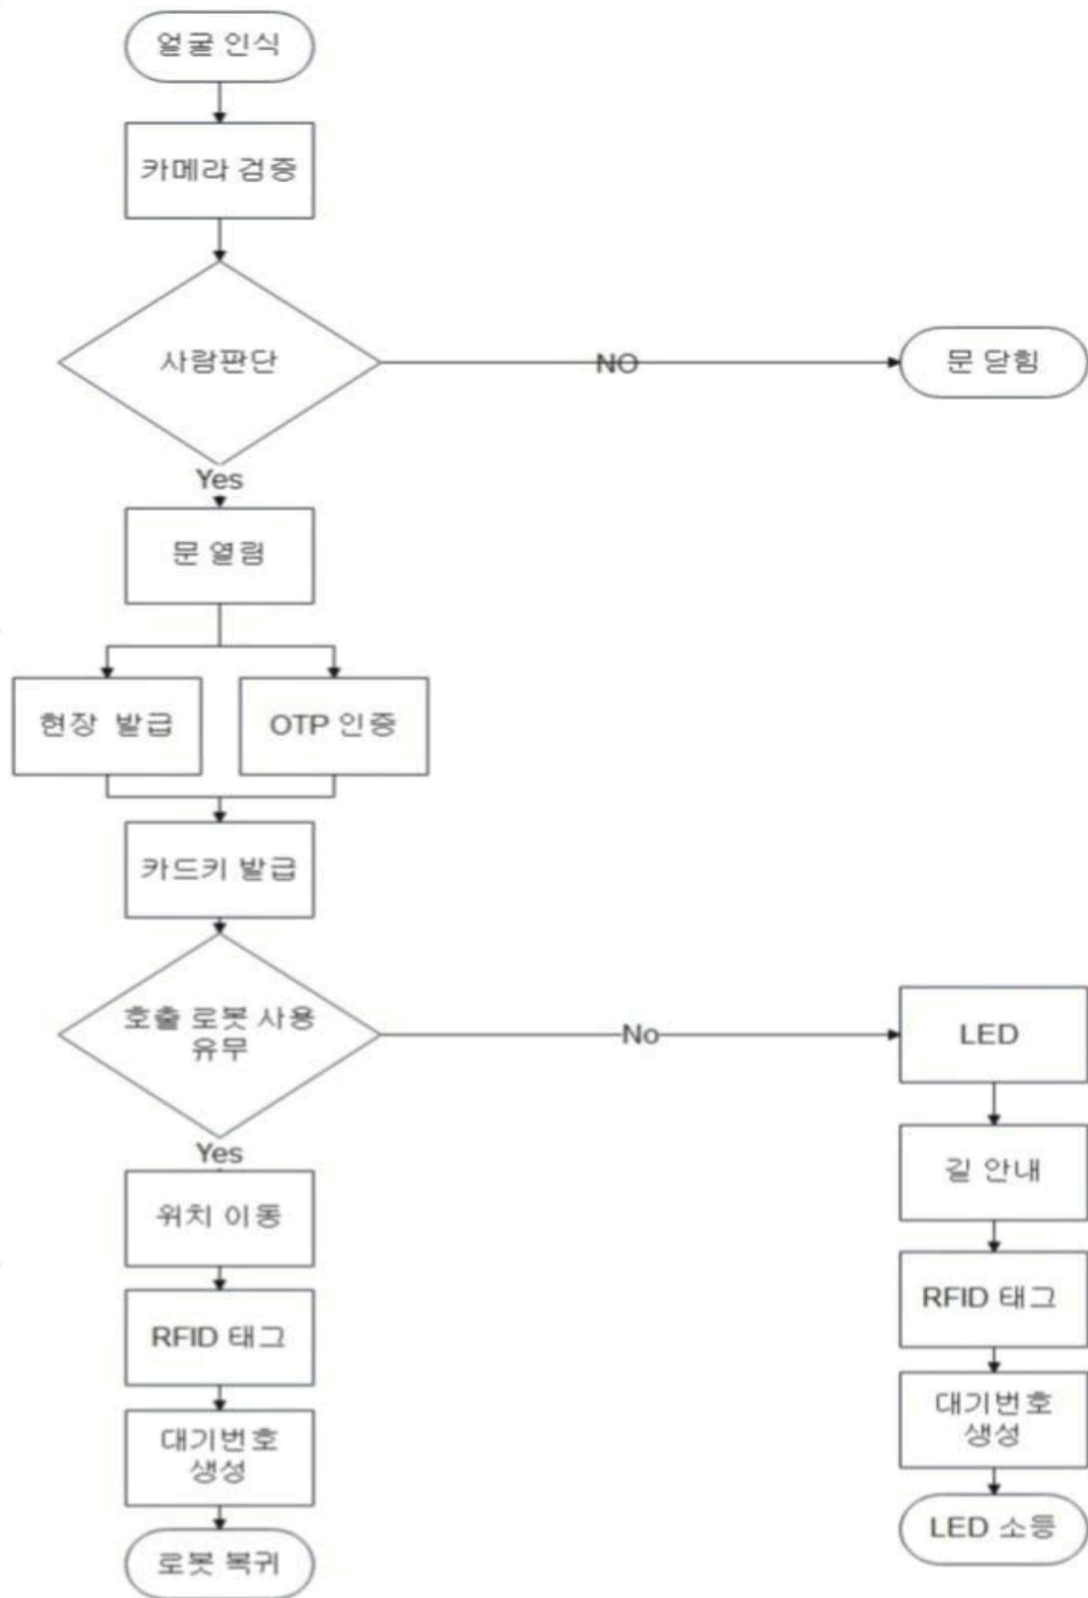 얼굴 인식
카메라 검증
사람판단
NO
문 닫힘
Yes
문 열림
현장 발급
OTP 인증
카드키 발급
호출 로봇 사용
유무
No
LED
Yes
위치 이동
길 안내
RFID 태그
RFID 태그
대기번호
생성
대기번호
생성
로봇 복귀
LED 소등